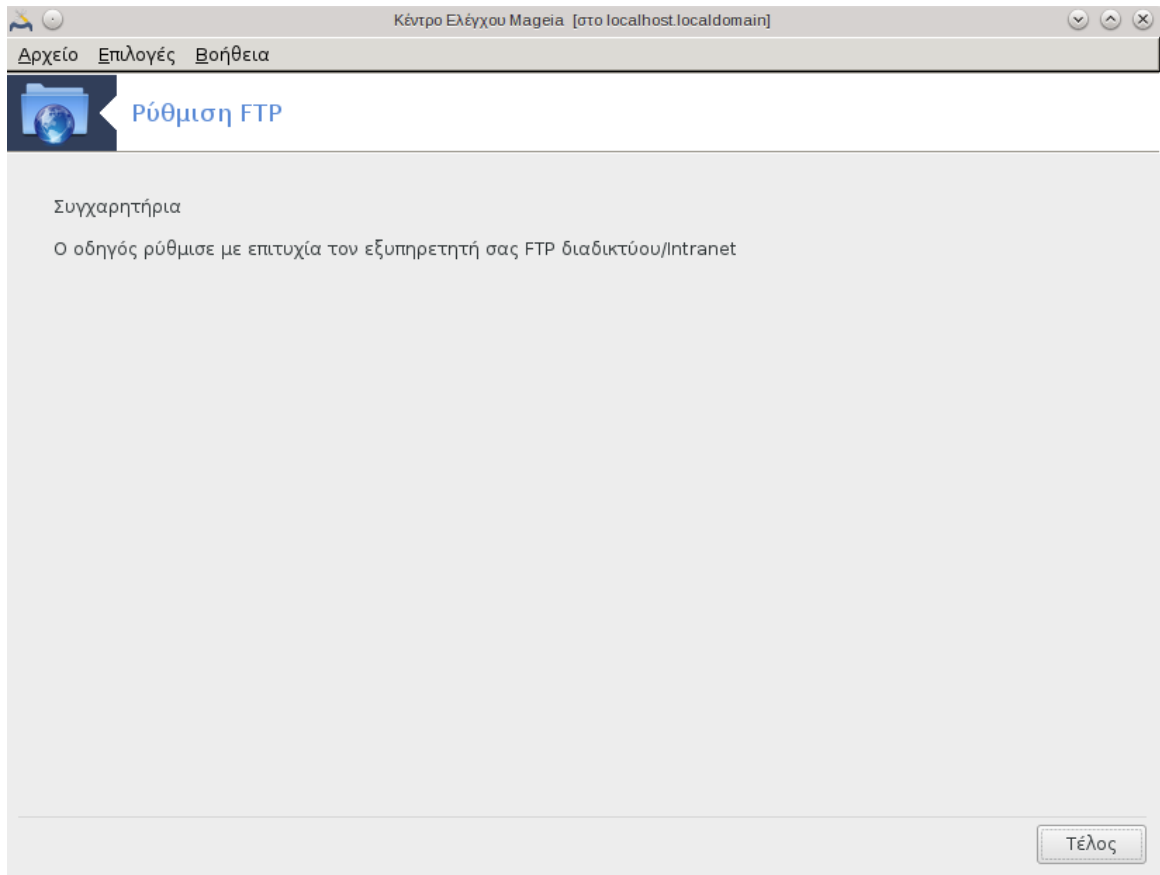 Κέντρο Ελέγχου Mageia [στο localhost.localdomain]
Αρχείο Επιλογές Βοήθεια
Ρύθμιση FTP
Συγχαρητήρια
Ο οδηγός ρύθμισε με επιτυχία τον εξυπηρετητή σας FTP διαδικτύου/Intranet
Τέλος